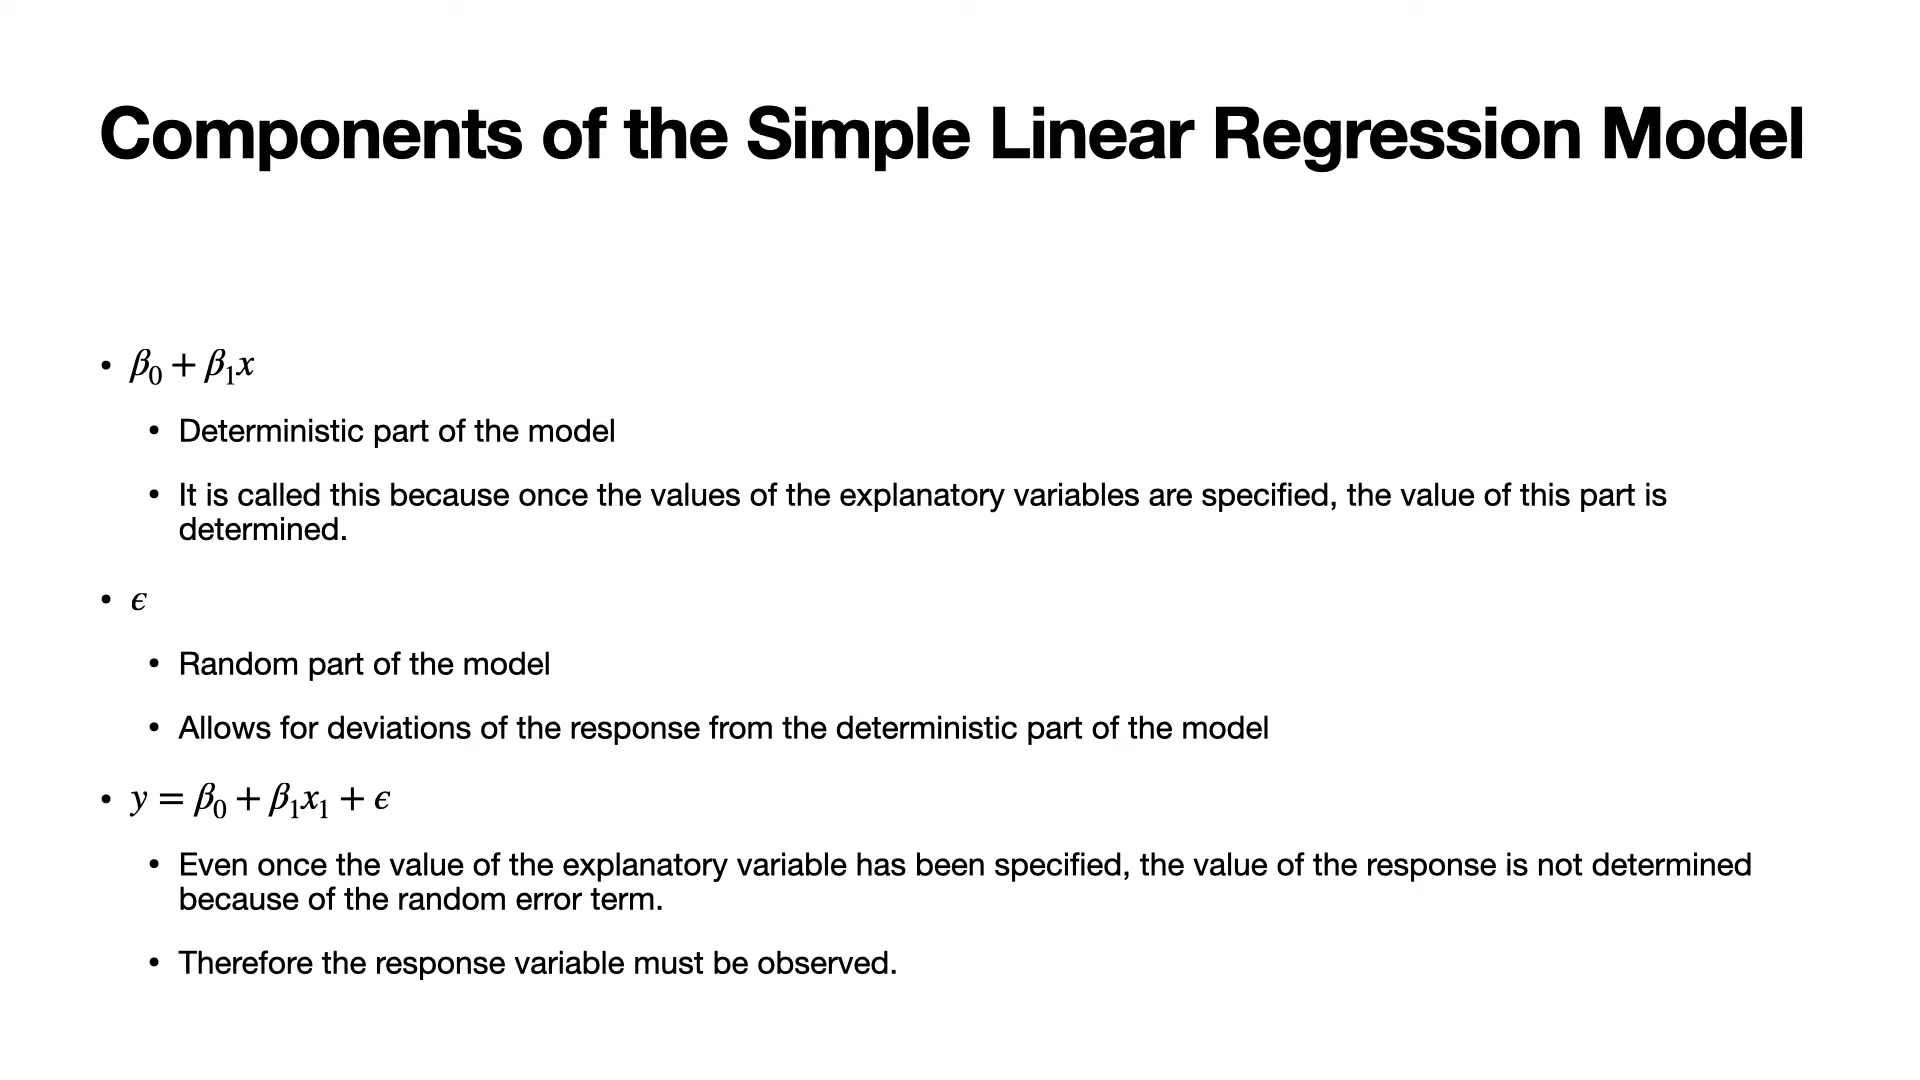 Components of the Simple Linear Regression Model
• β₀ + β₁x
• Deterministic part of the model
• It is called this because once the values of the explanatory variables are specified, the value of this part is
determined.
• ϵ
• Random part of the model
• Allows for deviations of the response from the deterministic part of the model
• y = β₀ + β₁x₁ + ϵ
• Even once the value of the explanatory variable has been specified, the value of the response is not determined
because of the random error term.
• Therefore the response variable must be observed.